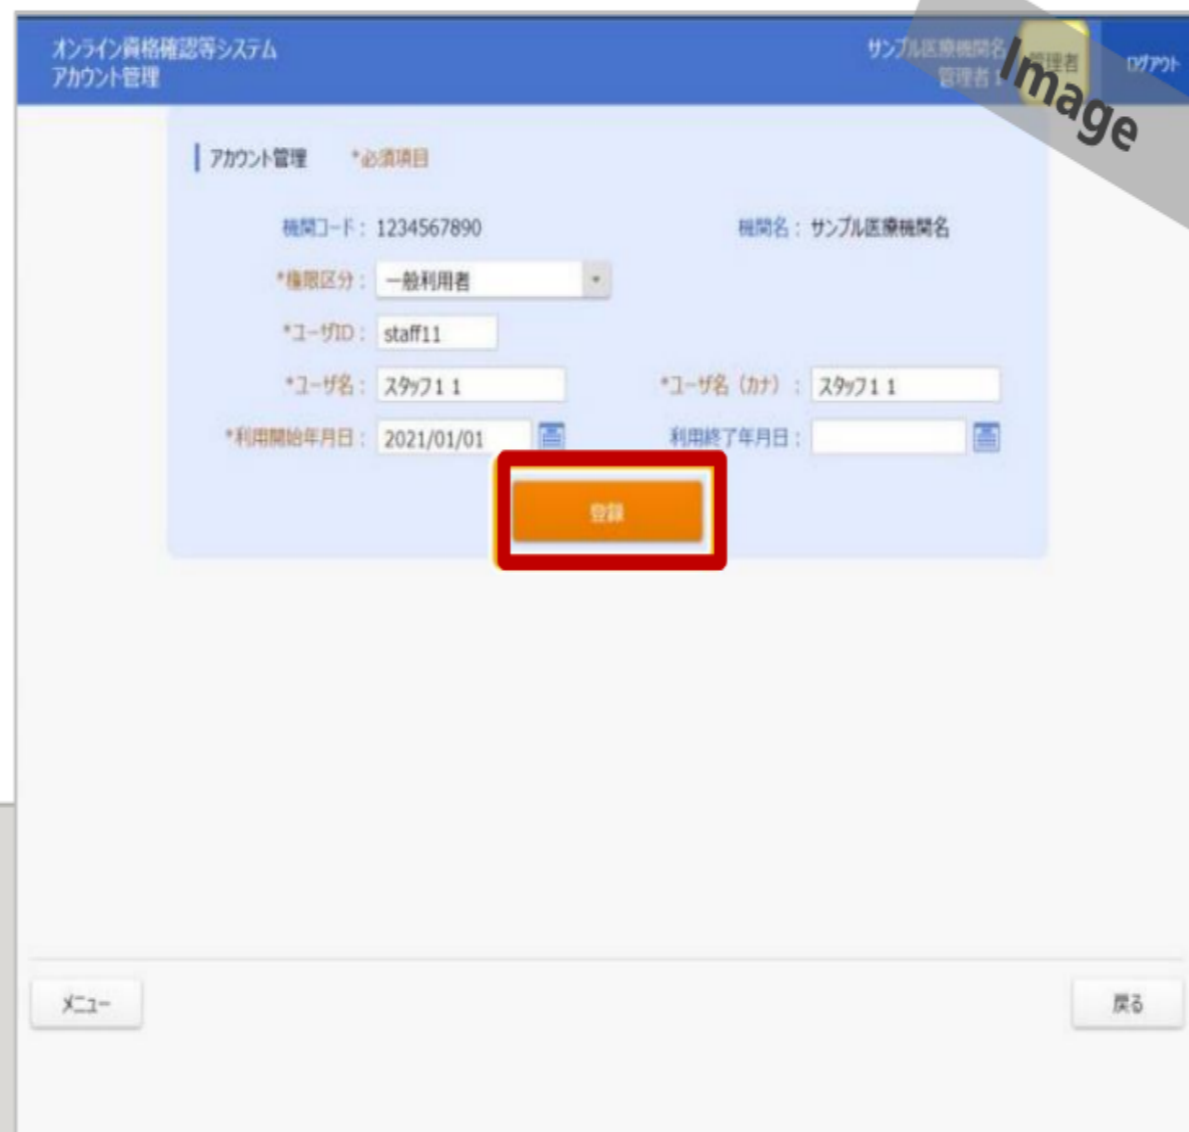 オンライン資格確認等システム
アカウント管理
サンプル医療機関名
管理者1
管理者
ログアウト
Image
アカウント管理 *必須項目
機関コード： 1234567890 機関名： サンプル医療機関名
*権限区分： 一般利用者
*ユーザID： staff11
*ユーザ名： スタッフ１１ *ユーザ名（カナ）： スタッフ１１
*利用開始年月日： 2021/01/01 利用終了年月日：
登録
メニュー 戻る